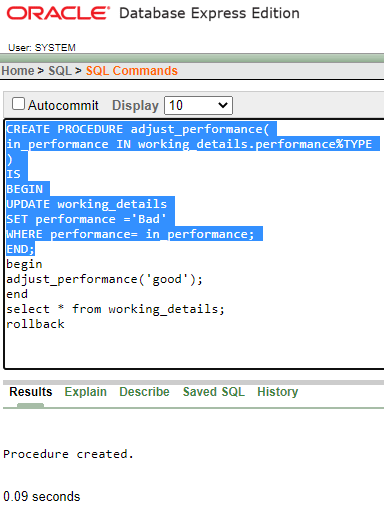 ORACLE® Database Express Edition
User: SYSTEM
Home > SQL > SQL Commands
Autocommit Display 10
CREATE PROCEDURE adjust_performance(
in_performance IN working_details.performance%TYPE
)
IS
BEGIN
UPDATE working_details
SET performance ='Bad'
WHERE performance= in_performance;
END;
begin
adjust_performance('good');
end
select * from working_details;
rollback
Results Explain Describe Saved SQL History
Procedure created.
0.09 seconds